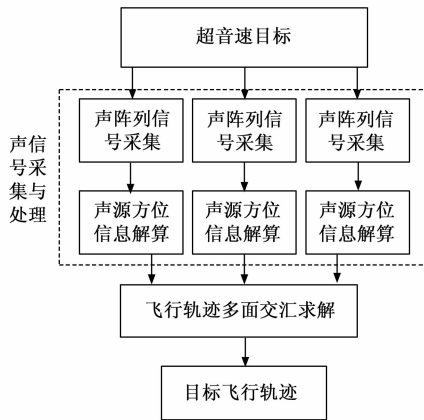 超音速目标
声阵列信
号采集
声阵列信
号采集
声阵列信
号采集
声信
号采
集与
处理
声源方位
信息解算
声源方位
信息解算
声源方位
信息解算
飞行轨迹多面交汇求解
目标飞行轨迹